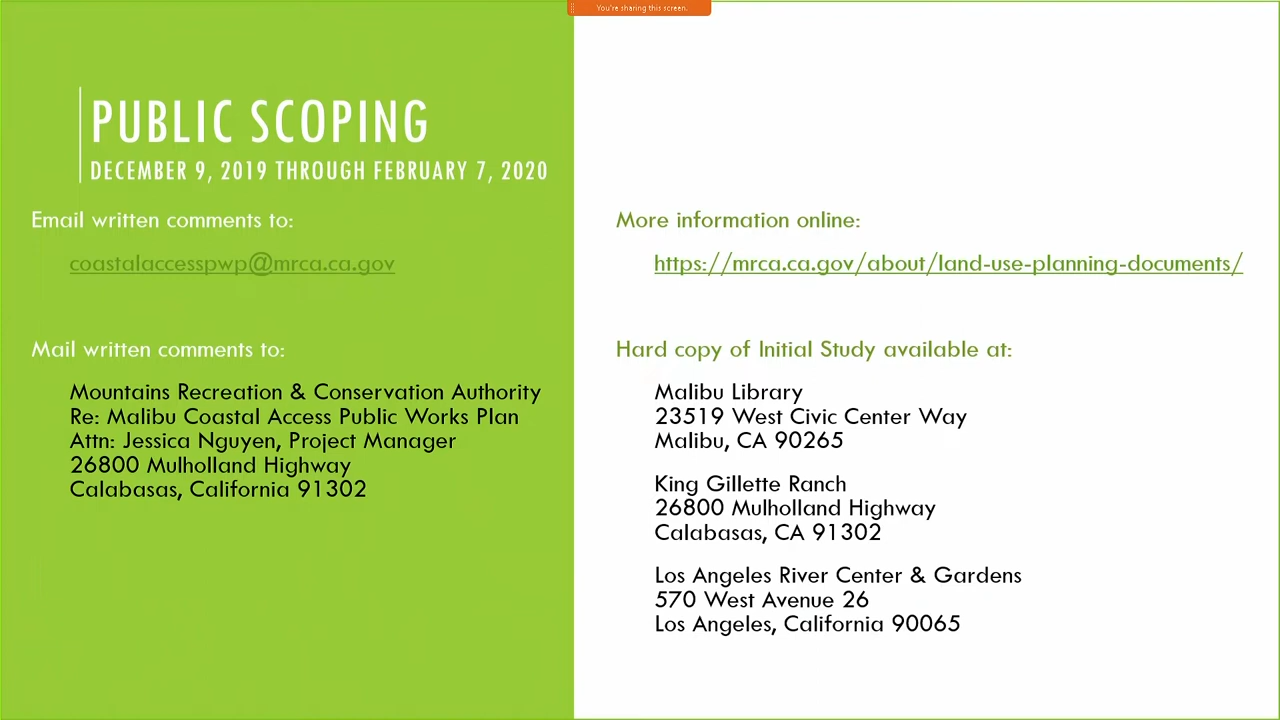 You're sharing this screen.
PUBLIC SCOPING
DECEMBER 9, 2019 THROUGH FEBRUARY 7, 2020
Email written comments to:
coastalaccesspwp@mrca.ca.gov
Mail written comments to:
Mountains Recreation & Conservation Authority
Re: Malibu Coastal Access Public Works Plan
Attn: Jessica Nguyen, Project Manager
26800 Mulholland Highway
Calabasas, California 91302
More information online:
https://mrca.ca.gov/about/land-use-planning-documents/
Hard copy of Initial Study available at:
Malibu Library
23519 West Civic Center Way
Malibu, CA 90265
King Gillette Ranch
26800 Mulholland Highway
Calabasas, CA 91302
Los Angeles River Center & Gardens
570 West Avenue 26
Los Angeles, California 90065